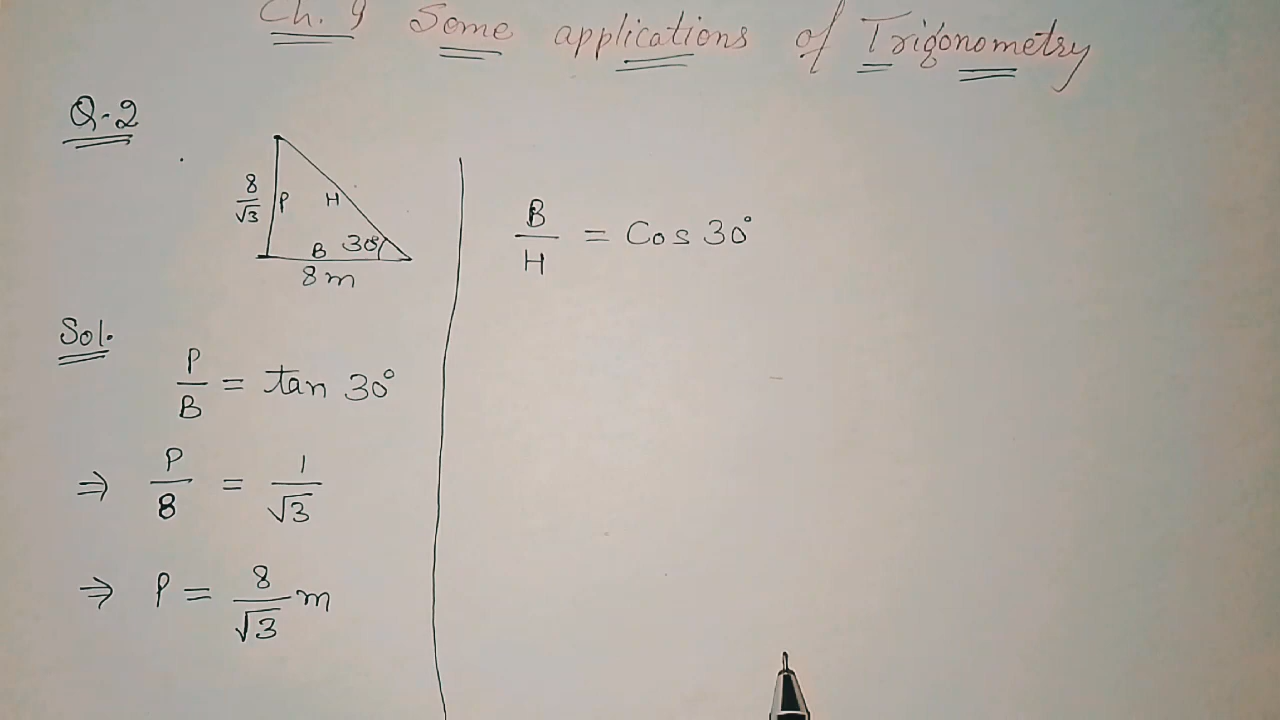 Ch. 9 Some applications of Trigonometry
Q-2
8/√3 P H
B 30°
8 m
Sol.
P/B = tan 30°
⇒ P/8 = 1/√3
⇒ P = 8/√3 m
B/H = Cos 30°